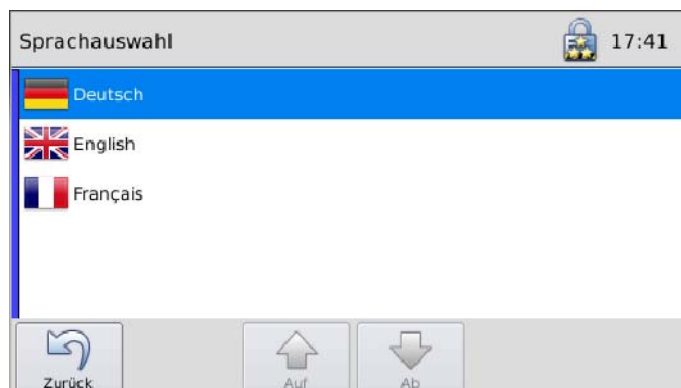 Sprachauswahl 17:41
Deutsch
English
Français
Zurück Auf Ab